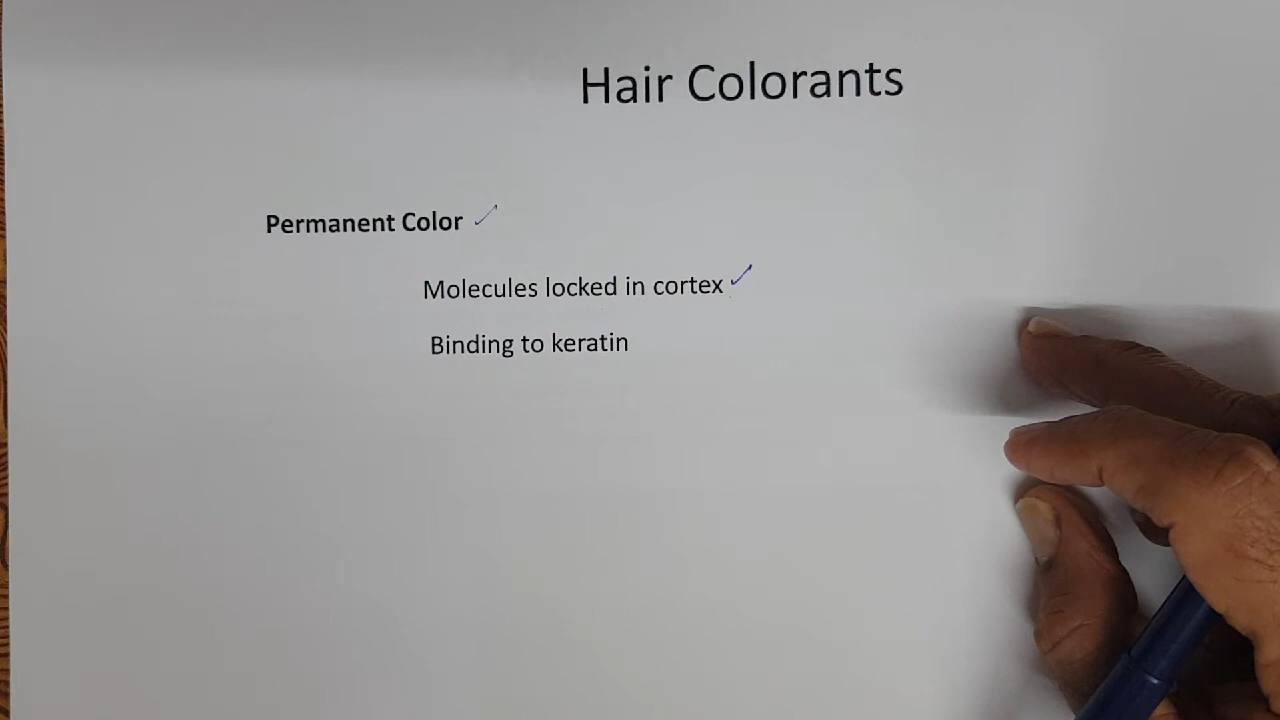 Hair Colorants
Permanent Color
Molecules locked in cortex
Binding to keratin